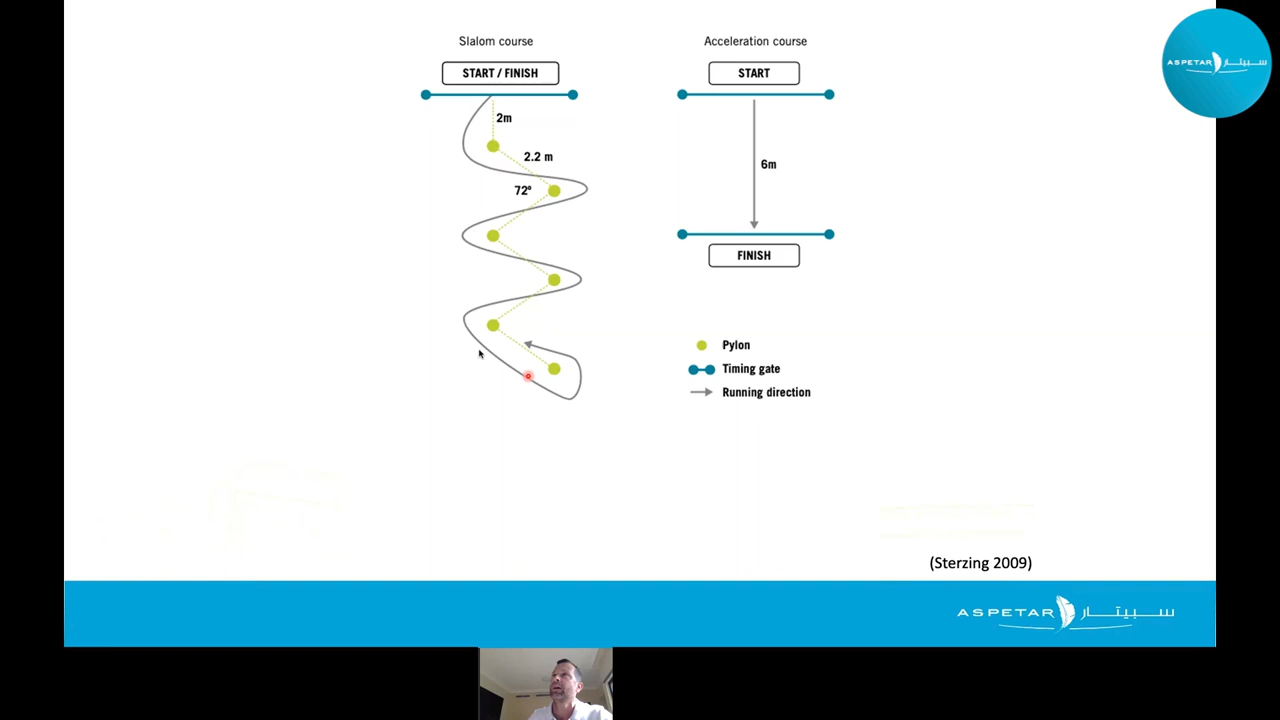 Slalom course
START / FINISH
2m
2.2 m
72º
Acceleration course
START
6m
FINISH
Pylon
Timing gate
Running direction
(Sterzing 2009)
ASPETAR سبيتار
ASPETAR سبيتار